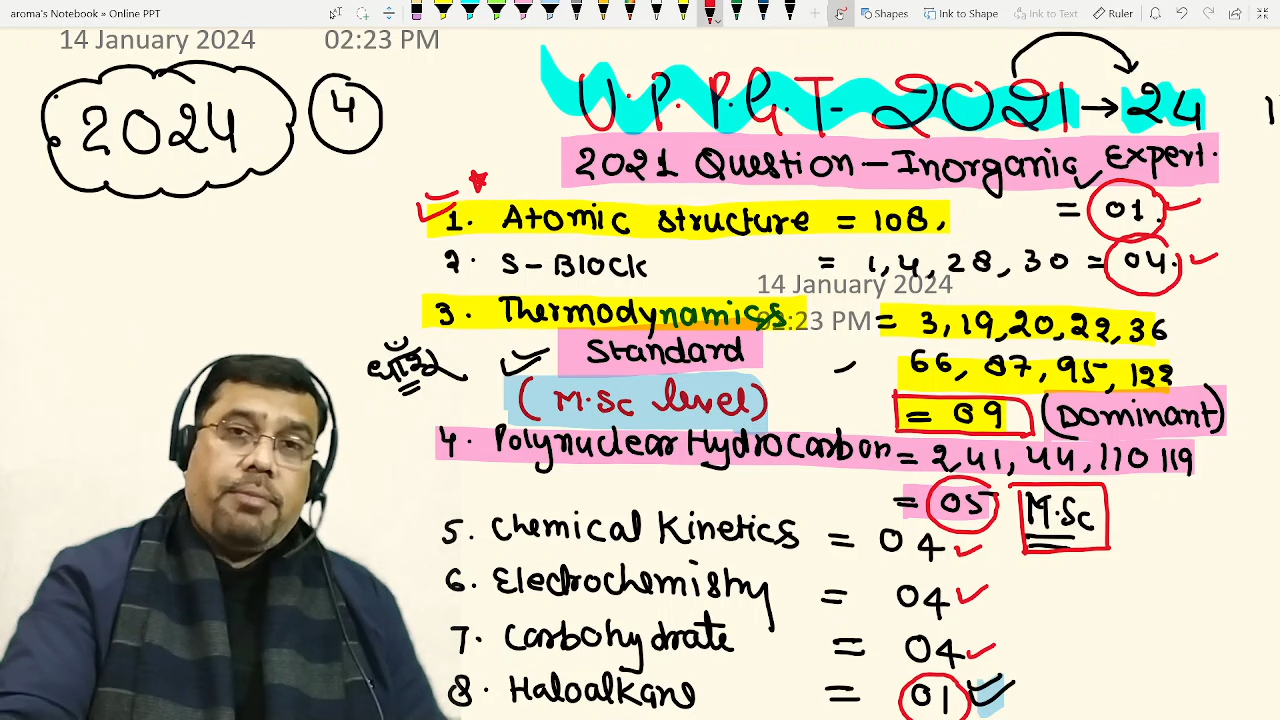 aroma's Notebook » Online PPT
Shapes Ink to Shape Ink to Text Ruler
14 January 2024 02:23 PM
2024 4
U.P.P.G.T- 2021 → 24
2021 Question - Inorganic Expert.
1. Atomic structure = 108, = 01.
2. S-Block = 1, 4, 28, 30 = 04.
14 January 2024
3. Thermodynamics = 3, 19, 20, 22, 36
02:23 PM
Standard 66, 87, 95, 122
(M.Sc level) = 09 (Dominant)
4. Polynuclear Hydrocarbon = 2, 41, 44, 110 119
= 05 M.Sc
5. Chemical Kinetics = 04
6. Electrochemistry = 04
7. Carbohydrate = 04
8. Haloalkane = 01